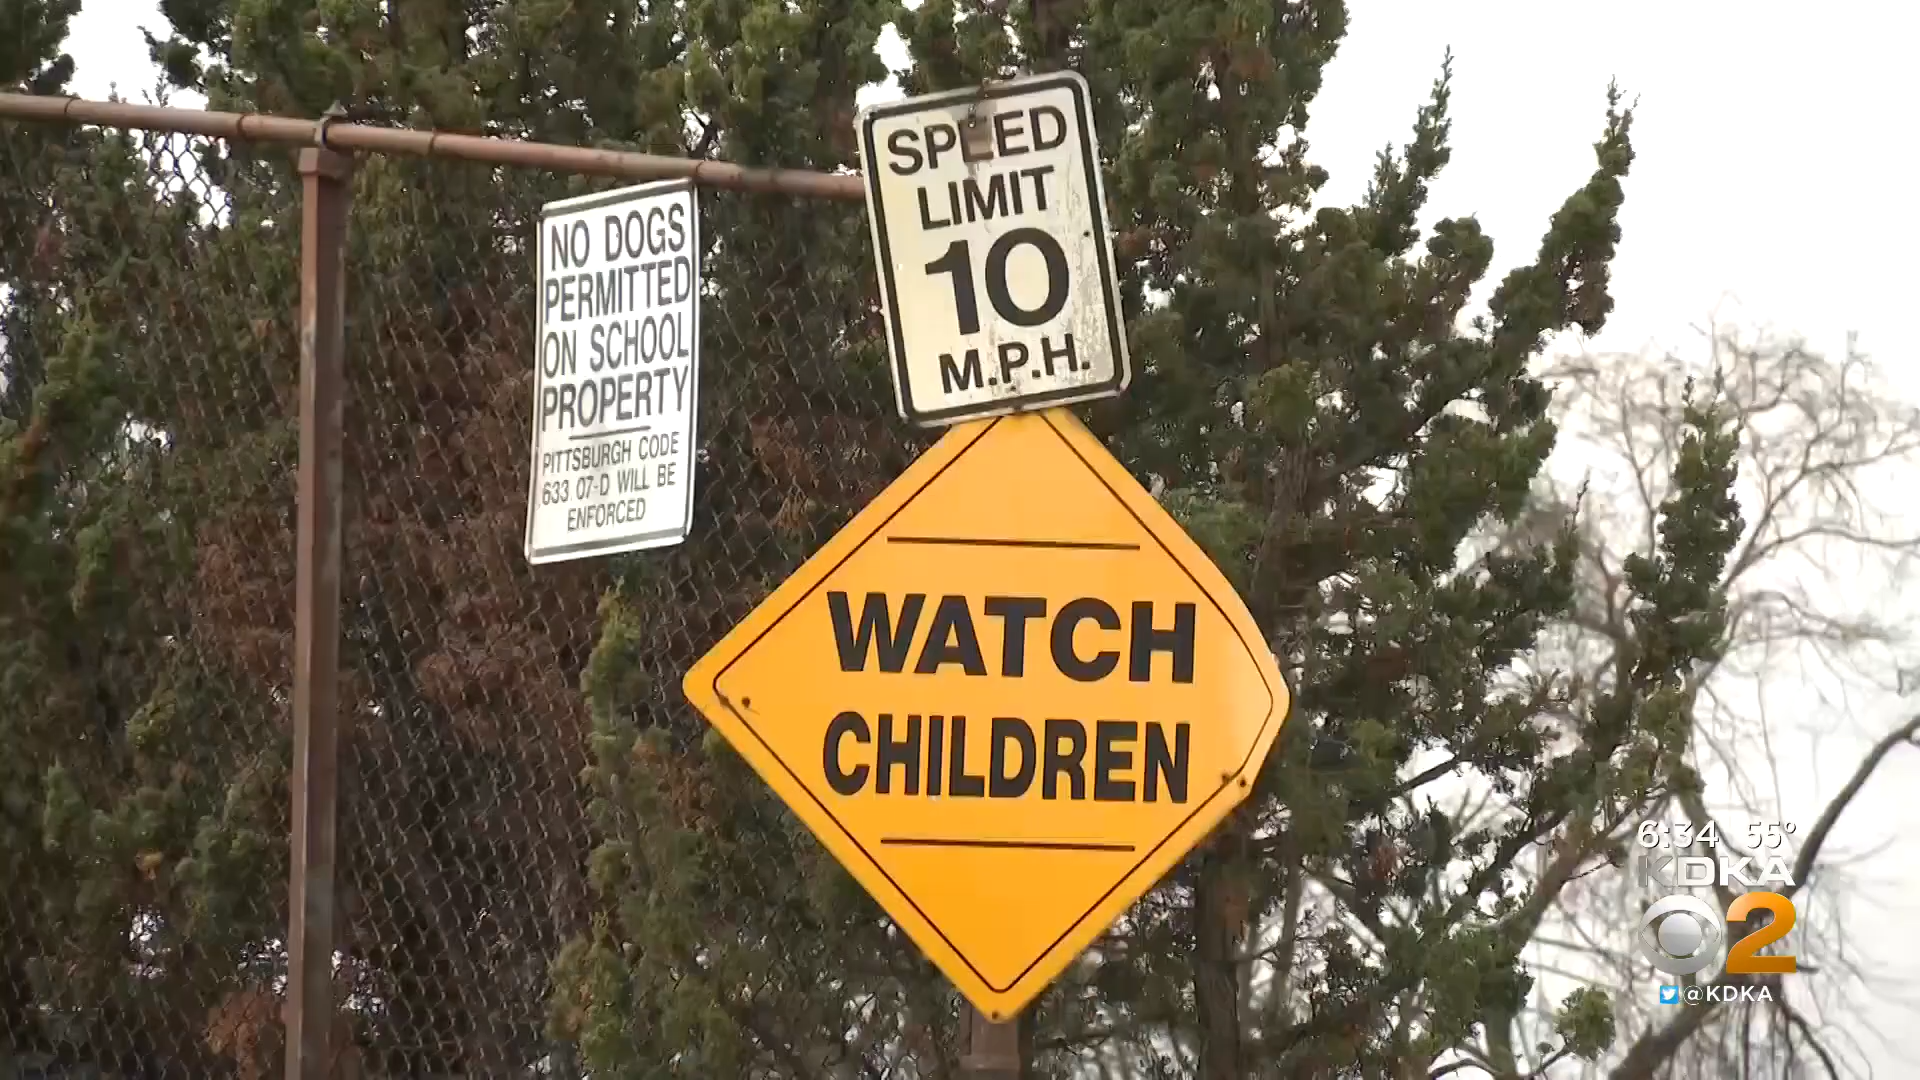 NO DOGS
PERMITTED
ON SCHOOL
PROPERTY
PITTSBURGH CODE
633.07-D WILL BE
ENFORCED
SPEED
LIMIT
10
M.P.H.
WATCH
CHILDREN
6:34 55°
KDKA
2
@KDKA